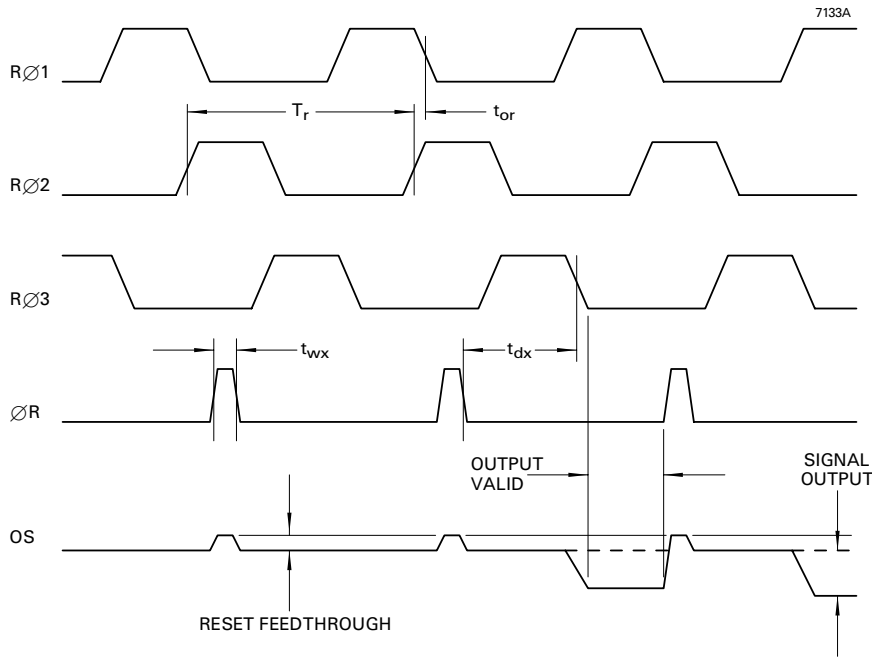 7133A
RØ1
Tr
tor
RØ2
RØ3
twx
tdx
ØR
OUTPUT
VALID
SIGNAL
OUTPUT
OS
RESET FEEDTHROUGH